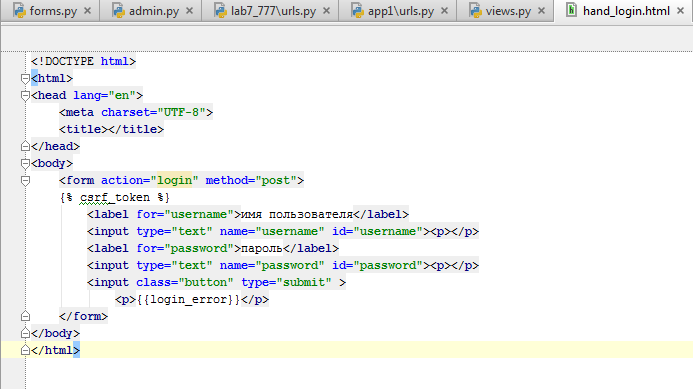 forms.py admin.py lab7_777\urls.py app1\urls.py views.py hand_login.html
<!DOCTYPE html>
<html>
<head lang="en">
<meta charset="UTF-8">
<title></title>
</head>
<body>
<form action="login" method="post">
{% csrf_token %}
<label for="username">имя пользователя</label>
<input type="text" name="username" id="username"><p></p>
<label for="password">пароль</label>
<input type="text" name="password" id="password"><p></p>
<input class="button" type="submit" >
<p>{{login_error}}</p>
</form>
</body>
</html>